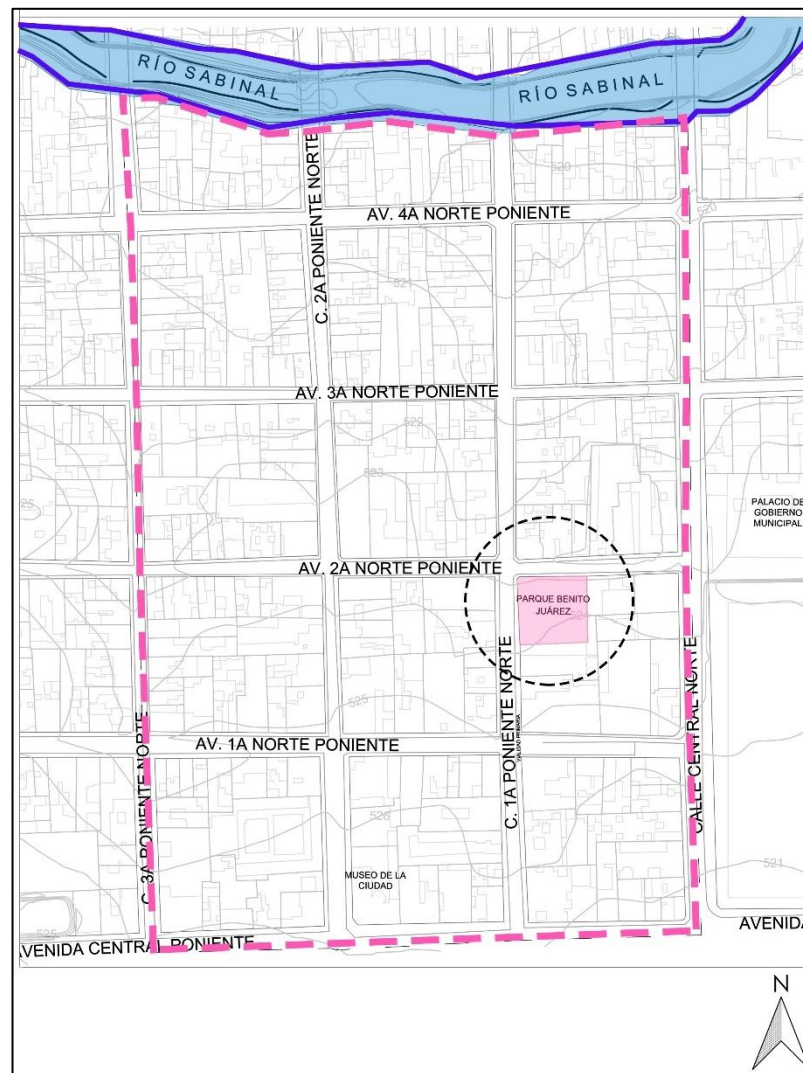 RÍO SABINAL
RÍO SABINAL
520
520
AV. 4A NORTE PONIENTE
C. 2A PONIENTE NORTE
521
AV. 3A NORTE PONIENTE
522
523
PALACIO DE
GOBIERNO
MUNICIPAL
AV. 2A NORTE PONIENTE
PARQUE BENITO
JUÁREZ
525
C. 1A PONIENTE NORTE
CALLE CENTRAL NORTE
C. 3A PONIENTE NORTE
AV. 1A NORTE PONIENTE
526
MUSEO DE LA
CIUDAD
521
AVENIDA CENTRAL PONIENTE
AVENIDA
N